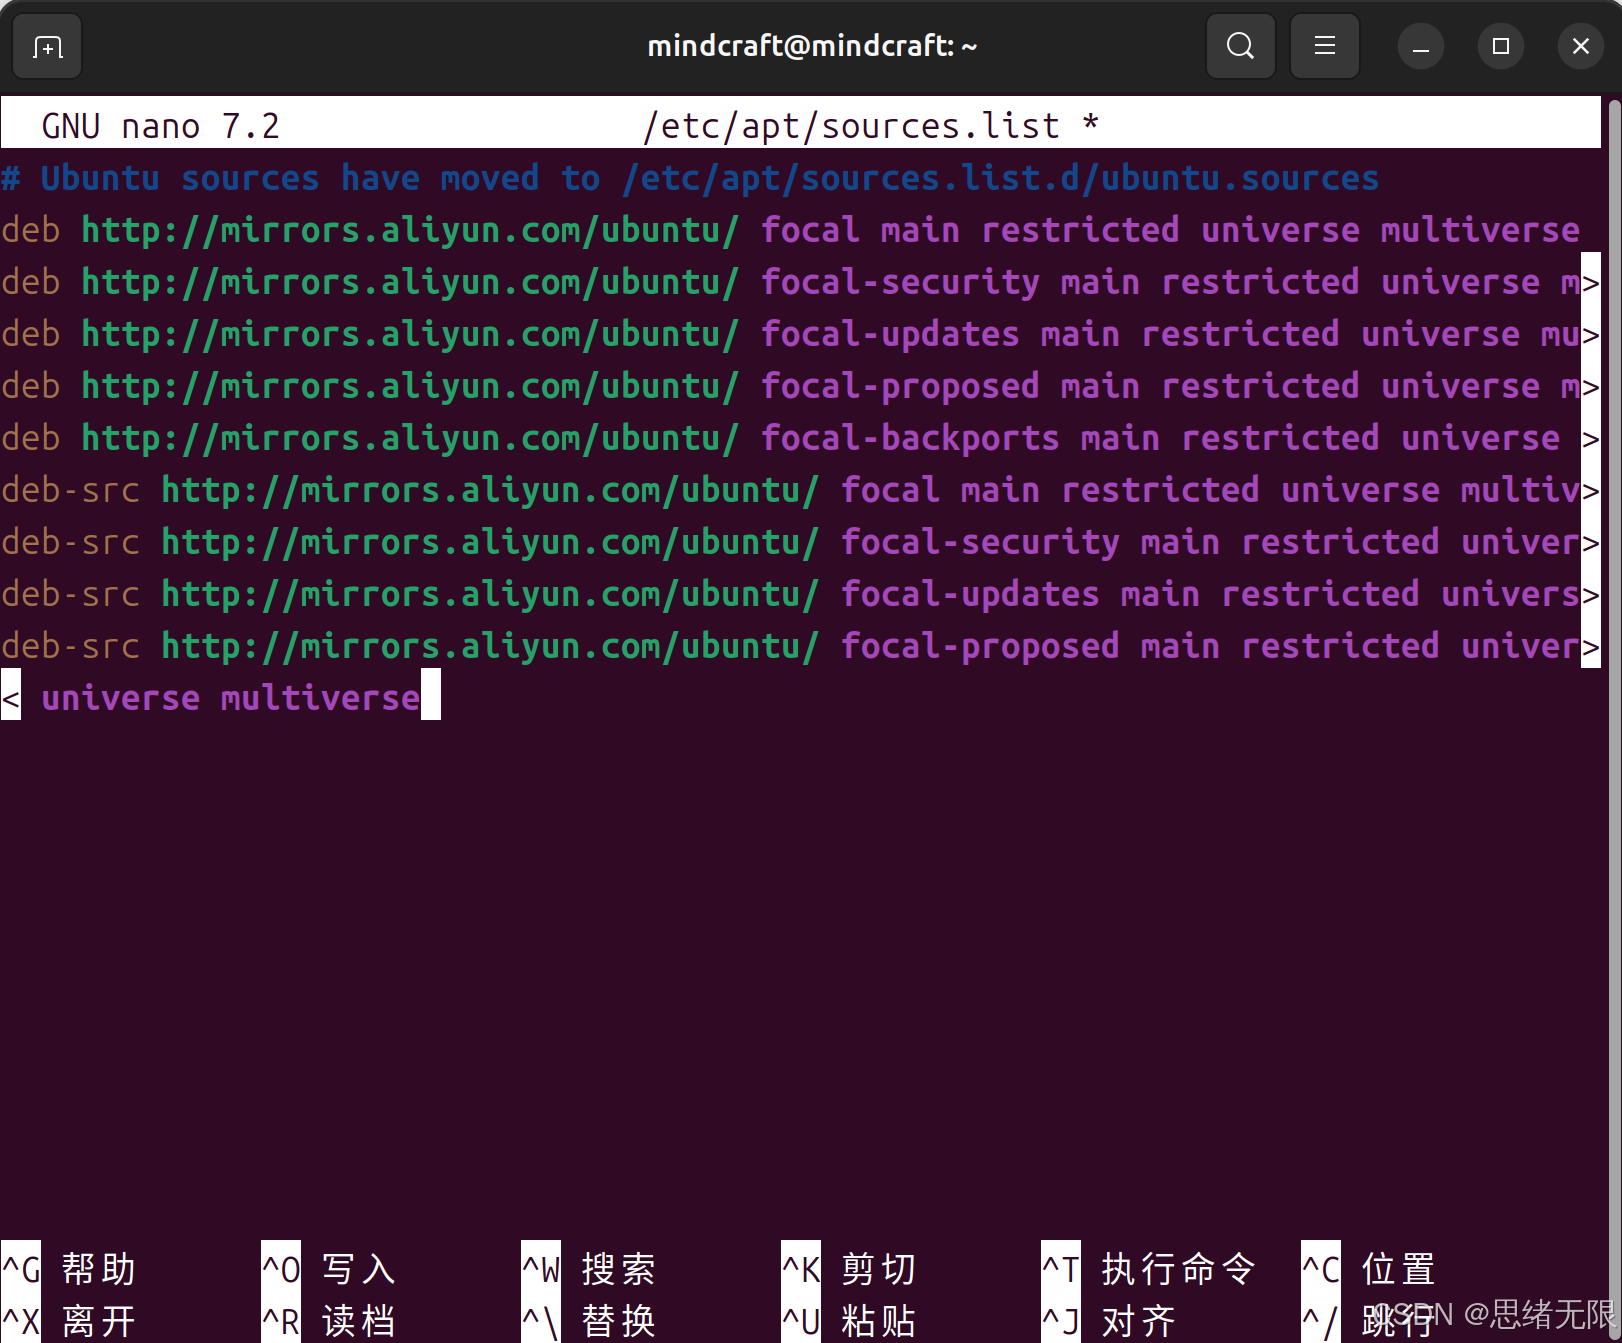 mindcraft@mindcraft: ~
GNU nano 7.2 /etc/apt/sources.list *
# Ubuntu sources have moved to /etc/apt/sources.list.d/ubuntu.sources
deb http://mirrors.aliyun.com/ubuntu/ focal main restricted universe multiverse
deb http://mirrors.aliyun.com/ubuntu/ focal-security main restricted universe m>
deb http://mirrors.aliyun.com/ubuntu/ focal-updates main restricted universe mu>
deb http://mirrors.aliyun.com/ubuntu/ focal-proposed main restricted universe m>
deb http://mirrors.aliyun.com/ubuntu/ focal-backports main restricted universe >
deb-src http://mirrors.aliyun.com/ubuntu/ focal main restricted universe multiv>
deb-src http://mirrors.aliyun.com/ubuntu/ focal-security main restricted univer>
deb-src http://mirrors.aliyun.com/ubuntu/ focal-updates main restricted univers>
deb-src http://mirrors.aliyun.com/ubuntu/ focal-proposed main restricted univer>
< universe multiverse
^G 帮助 ^O 写入 ^W 搜索 ^K 剪切 ^T 执行命令 ^C 位置
^X 离开 ^R 读档 ^\ 替换 ^U 粘贴 ^J 对齐 ^/ 跳行
CSDN @思绪无限